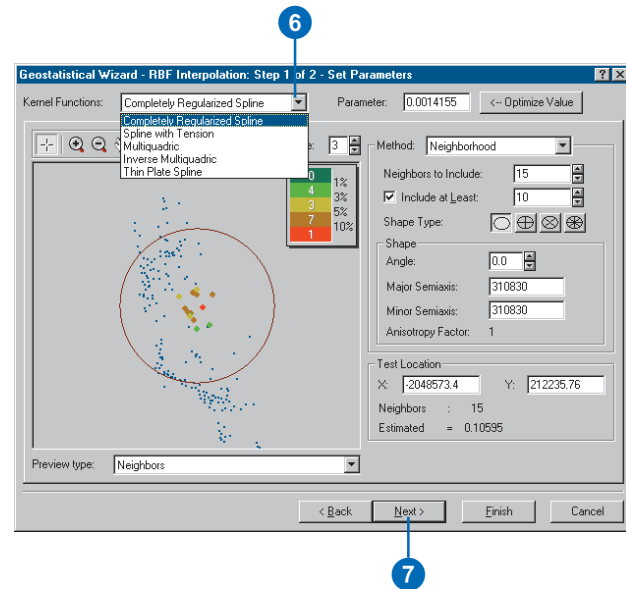 6
Geostatistical Wizard - RBF Interpolation: Step 1 of 2 - Set Parameters
Kernel Functions: Completely Regularized Spline Parameter: 0.0014155 <-- Optimize Value
Completely Regularized Spline
Spline with Tension
Multiquadric
Inverse Multiquadric
Thin Plate Spline
3
0
4
3
7
1
1%
3%
5%
10%
Method: Neighborhood
Neighbors to Include: 15
Include at Least: 10
Shape Type:
Shape
Angle: 0.0
Major Semiaxis: 310830
Minor Semiaxis: 310830
Anisotropy Factor: 1
Test Location
X: -2048573.4 Y: 212235.76
Neighbors : 15
Estimated = 0.10595
Preview type: Neighbors
< Back Next > Finish Cancel
7